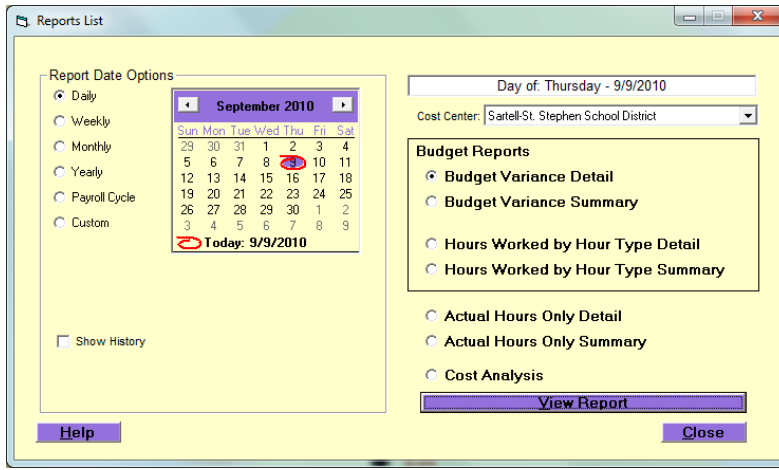 Reports List
Report Date Options
Daily
Weekly
Monthly
Yearly
Payroll Cycle
Custom
September 2010
Sun Mon Tue Wed Thu Fri Sat
29 30 31 1 2 3 4
5 6 7 8 9 10 11
12 13 14 15 16 17 18
19 20 21 22 23 24 25
26 27 28 29 30 1 2
3 4 5 6 7 8 9
Today: 9/9/2010
Show History
Help
Day of: Thursday - 9/9/2010
Cost Center: Sartell-St. Stephen School District
Budget Reports
Budget Variance Detail
Budget Variance Summary
Hours Worked by Hour Type Detail
Hours Worked by Hour Type Summary
Actual Hours Only Detail
Actual Hours Only Summary
Cost Analysis
View Report
Close